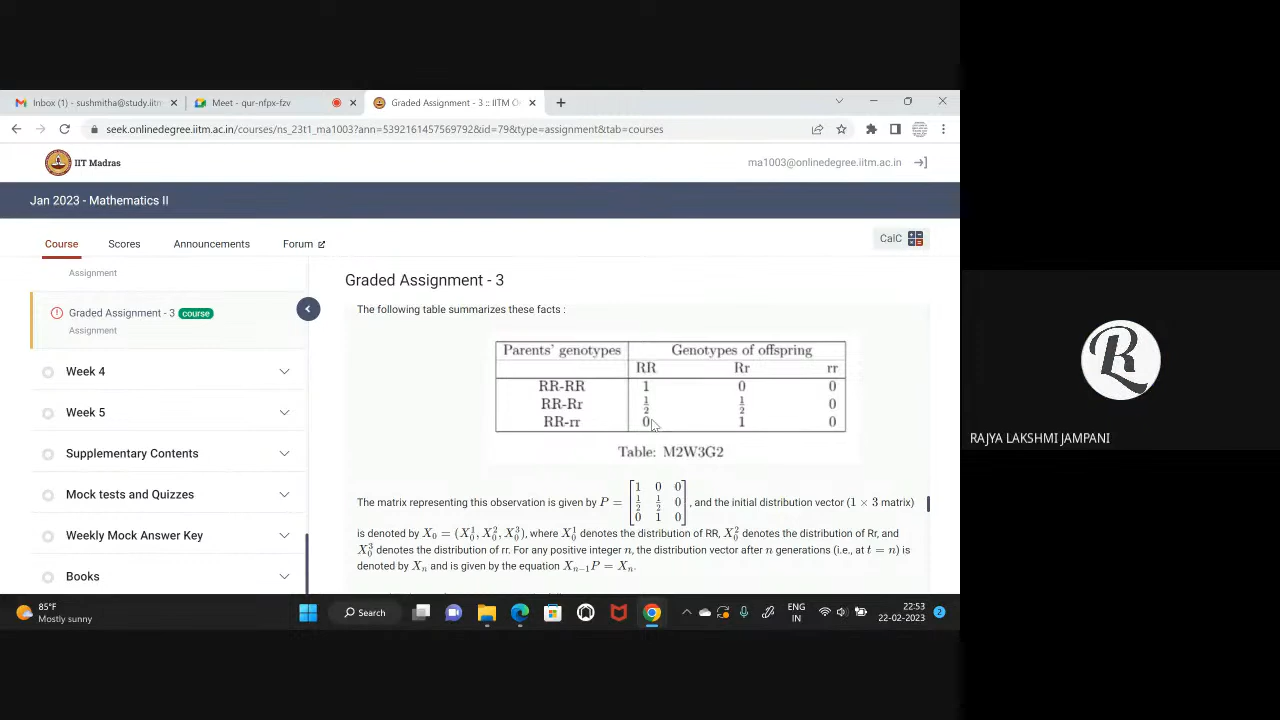 Inbox (1) - sushmitha@study.iitm
Meet - qur-nfpx-fzv
Graded Assignment - 3 :: IITM O
seek.onlinedegree.iitm.ac.in/courses/ns_23t1_ma1003?ann=5392161457569792&id=79&type=assignment&tab=courses
IIT Madras
ma1003@onlinedegree.iitm.ac.in
Jan 2023 - Mathematics II
Course Scores Announcements Forum
CalC
Assignment
Graded Assignment - 3 course
Assignment
Week 4
Week 5
Supplementary Contents
Mock tests and Quizzes
Weekly Mock Answer Key
Books
Graded Assignment - 3
The following table summarizes these facts :
Parents' genotypes Genotypes of offspring
RR Rr rr
RR-RR 1 0 0
RR-Rr 1/2 1/2 0
RR-rr 0 1 0
Table: M2W3G2
The matrix representing this observation is given by P = [1 0 0; 1/2 1/2 0; 0 1 0], and the initial distribution vector (1 × 3 matrix)
is denoted by X₀ = (X₀¹, X₀², X₀³), where X₀¹ denotes the distribution of RR, X₀² denotes the distribution of Rr, and
X₀³ denotes the distribution of rr. For any positive integer n, the distribution vector after n generations (i.e., at t = n) is
denoted by Xₙ and is given by the equation Xₙ₋₁P = Xₙ.
R
RAJYA LAKSHMI JAMPANI
85°F
Mostly sunny
Search
ENG
IN
22:53
22-02-2023
2